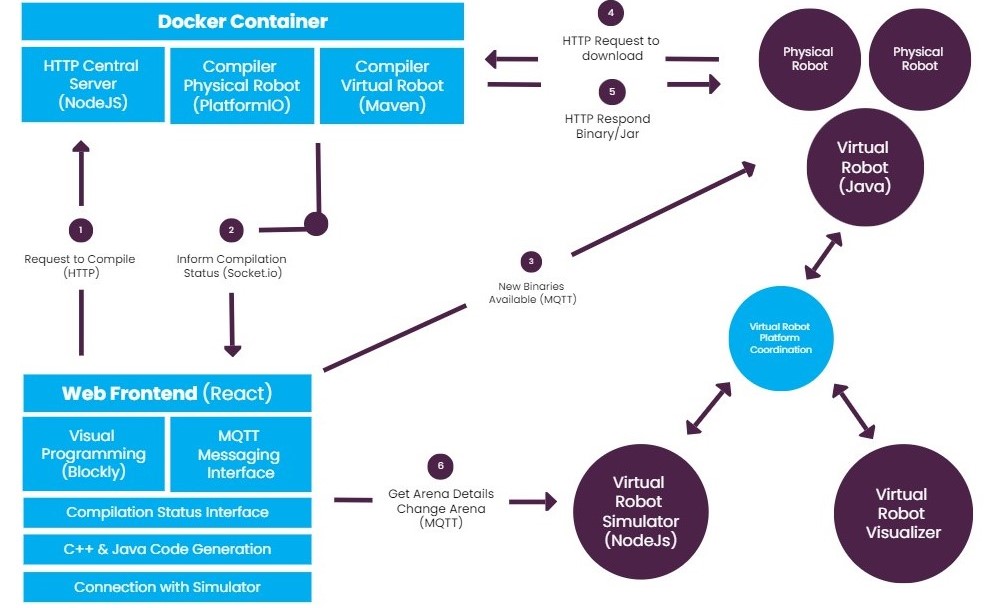 Docker Container
HTTP Central
Server
(NodeJS)
Compiler
Physical Robot
(PlatformIO)
Compiler
Virtual Robot
(Maven)
4
HTTP Request to
download
5
HTTP Respond
Binary/Jar
Physical
Robot
Physical
Robot
Virtual
Robot
(Java)
1
Request to Compile
(HTTP)
2
Inform Compilation
Status (Socket.io)
3
New Binaries
Available (MQTT)
Virtual Robot
Platform
Coordination
Web Frontend (React)
Visual
Programming
(Blockly)
MQTT
Messaging
Interface
Compilation Status Interface
C++ & Java Code Generation
Connection with Simulator
6
Get Arena Details
Change Arena
(MQTT)
Virtual
Robot
Simulator
(NodeJs)
Virtual
Robot
Visualizer